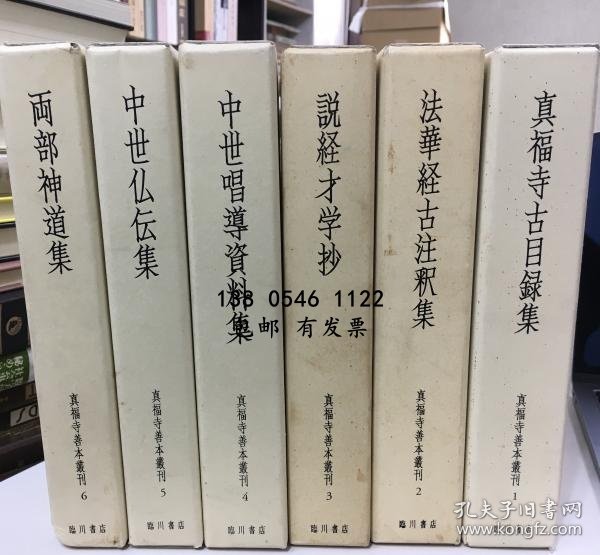 両部神道集
真福寺善本叢刊 6
臨川書店
中世仏伝集
真福寺善本叢刊 5
臨川書店
中世唱導資料集
真福寺善本叢刊 4
臨川書店
説経才学抄
真福寺善本叢刊 3
臨川書店
法華経古注釈集
真福寺善本叢刊 2
臨川書店
真福寺古目録集
真福寺善本叢刊 1
188 0546 1122
包邮 有发票
孔夫子旧书网
kongfz.com